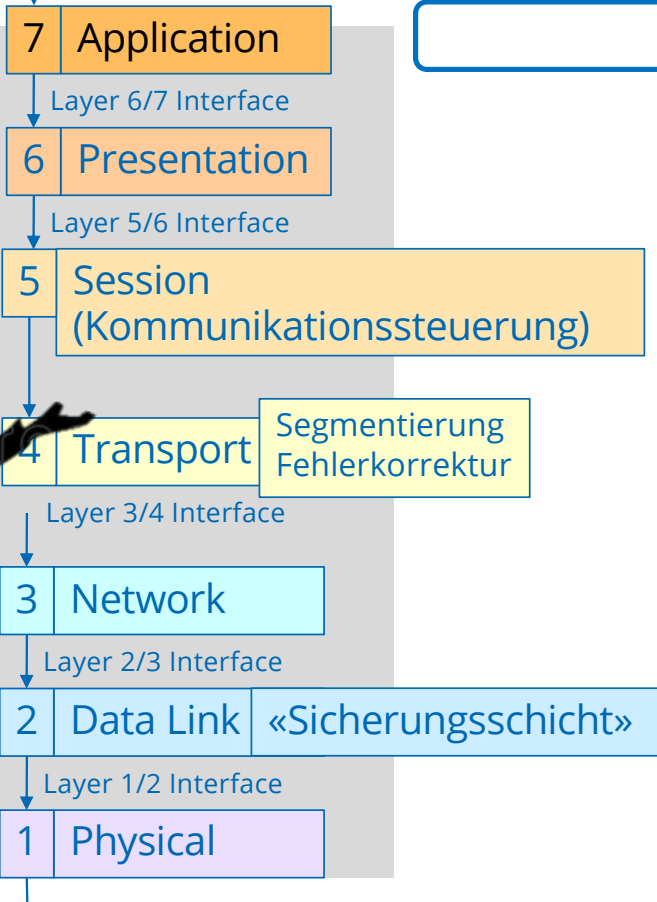 7 Application
Layer 6/7 Interface
6 Presentation
Layer 5/6 Interface
5 Session
(Kommunikationssteuerung)
4 Transport
Segmentierung
Fehlerkorrektur
Layer 3/4 Interface
3 Network
Layer 2/3 Interface
2 Data Link «Sicherungsschicht»
Layer 1/2 Interface
1 Physical